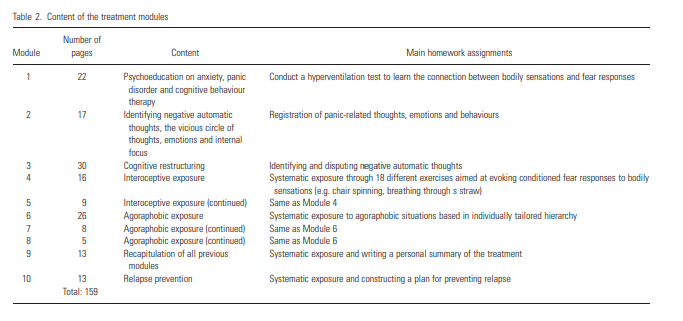 Table 2. Content of the treatment modules
Number of
Module pages Content Main homework assignments
1 22 Psychoeducation on anxiety, panic Conduct a hyperventilation test to learn the connection between bodily sensations and fear responses
disorder and cognitive behaviour
therapy
2 17 Identifying negative automatic Registration of panic-related thoughts, emotions and behaviours
thoughts, the vicious circle of
thoughts, emotions and internal
focus
3 30 Cognitive restructuring Identifying and disputing negative automatic thoughts
4 16 Interoceptive exposure Systematic exposure through 18 different exercises aimed at evoking conditioned fear responses to bodily
sensations (e.g. chair spinning, breathing through s straw)
5 9 Interoceptive exposure (continued) Same as Module 4
6 26 Agoraphobic exposure Systematic exposure to agoraphobic situations based in individually tailored hierarchy
7 8 Agoraphobic exposure (continued) Same as Module 6
8 5 Agoraphobic exposure (continued) Same as Module 6
9 13 Recapitulation of all previous Systematic exposure and writing a personal summary of the treatment
modules
10 13 Relapse prevention Systematic exposure and constructing a plan for preventing relapse
Total: 159